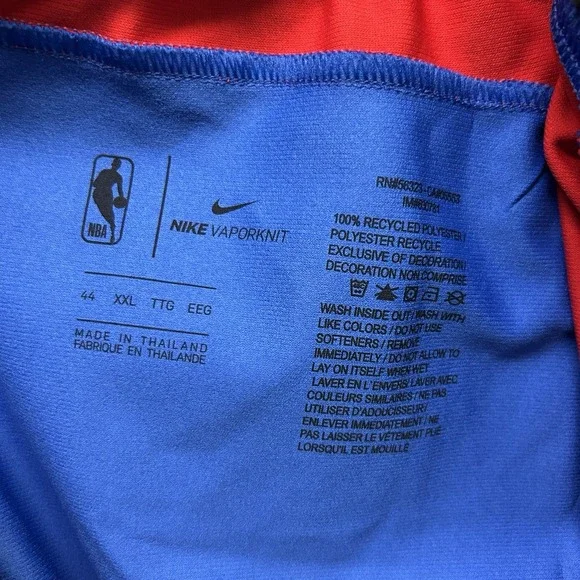 NBA
NIKE VAPORKNIT
44 XXL TTG EEG
MADE IN THAILAND
FABRIQUE EN THAILANDE
100% RECYCLED POLYESTER /
POLYESTER RECYCLE
EXCLUSIVE OF DECORATION /
DECORATION NON COMPRISE
WASH INSIDE OUT / WASH WITH
LIKE COLORS / DO NOT USE
SOFTENERS / REMOVE
IMMEDIATELY / DO NOT ALLOW TO
LAY ON ITSELF WHEN WET
LAVER EN L'ENVERS/ LAVER AVEC
COULEURS SIMILAIRES / NE PAS
UTILISER D'ADOUCISSEUR /
ENLEVER IMMEDIATEMENT / NE
PAS LAISSER LE VÊTEMENT PLIÉ
LORSQU'IL EST MOUILLÉ